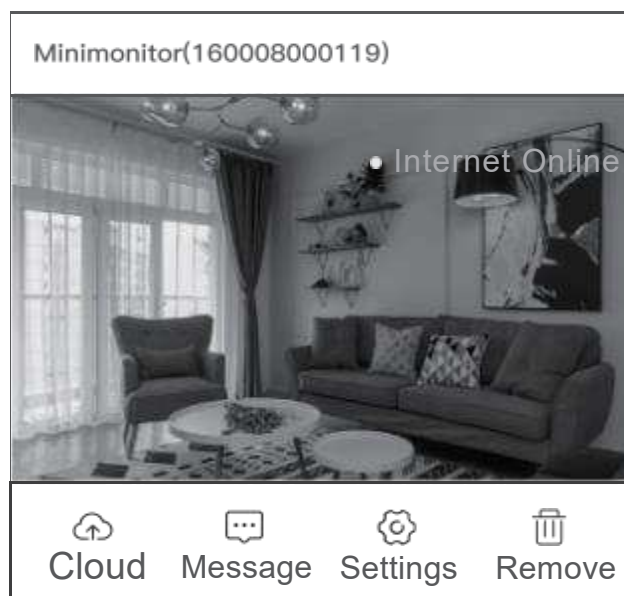 Minimonitor(160008000119)
Internet Online
Cloud Message Settings Remove